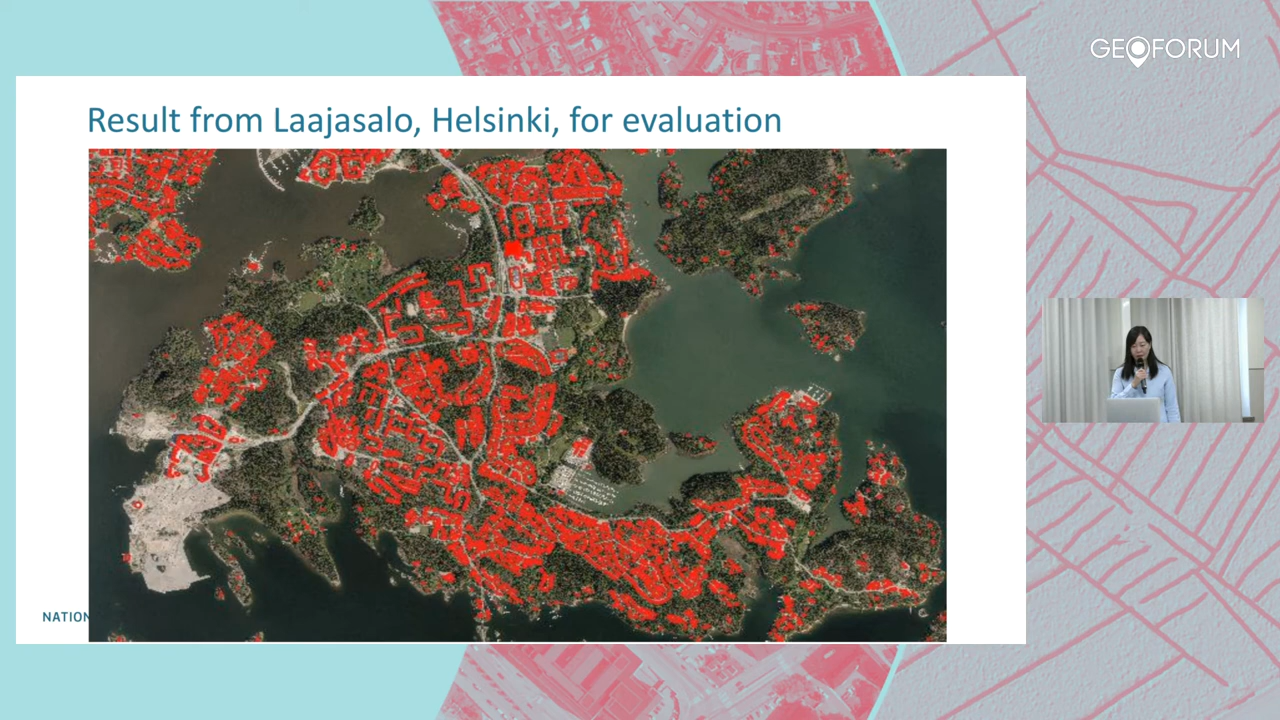 GEOFORUM
Result from Laajasalo, Helsinki, for evaluation
NATION